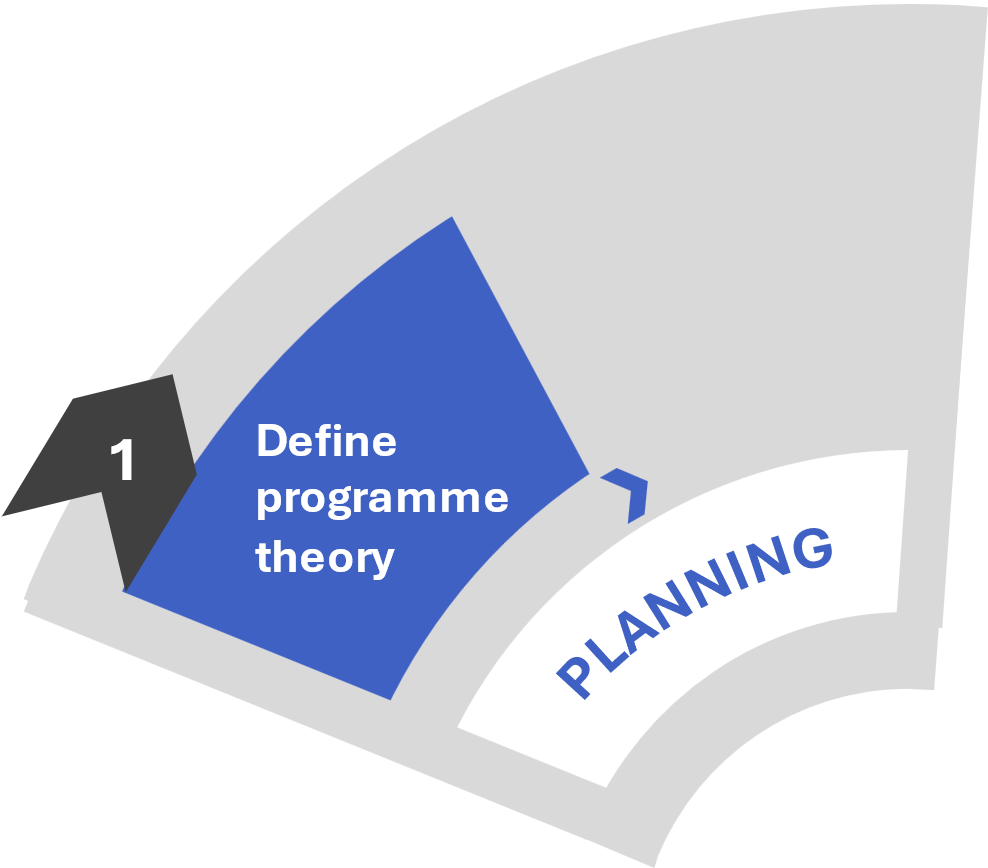 1
Define
programme
theory
PLANNING